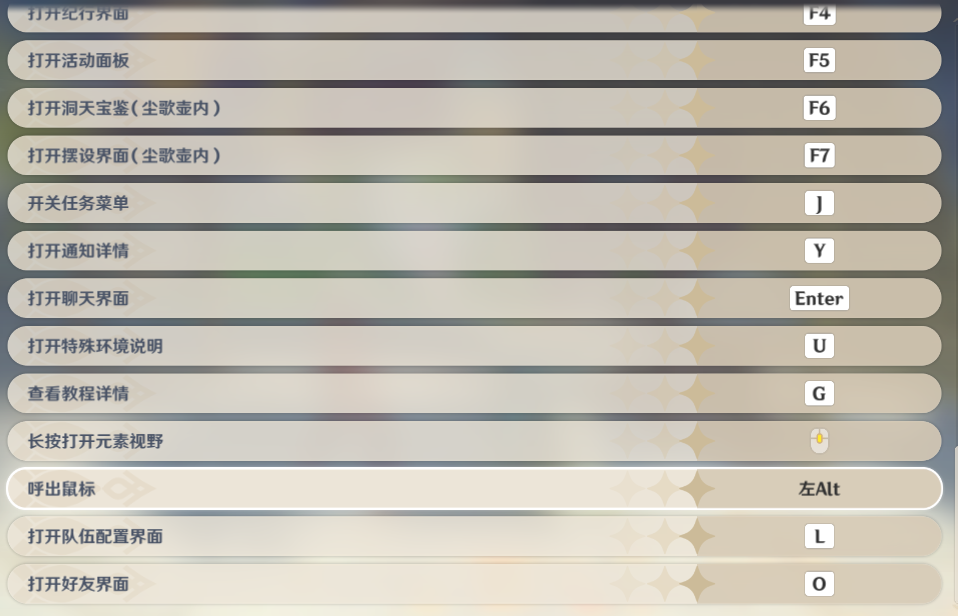 打开纪行界面 F4
打开活动面板 F5
打开洞天宝鉴(尘歌壶内) F6
打开摆设界面(尘歌壶内) F7
开关任务菜单 J
打开通知详情 Y
打开聊天界面 Enter
打开特殊环境说明 U
查看教程详情 G
长按打开元素视野
呼出鼠标 左Alt
打开队伍配置界面 L
打开好友界面 O